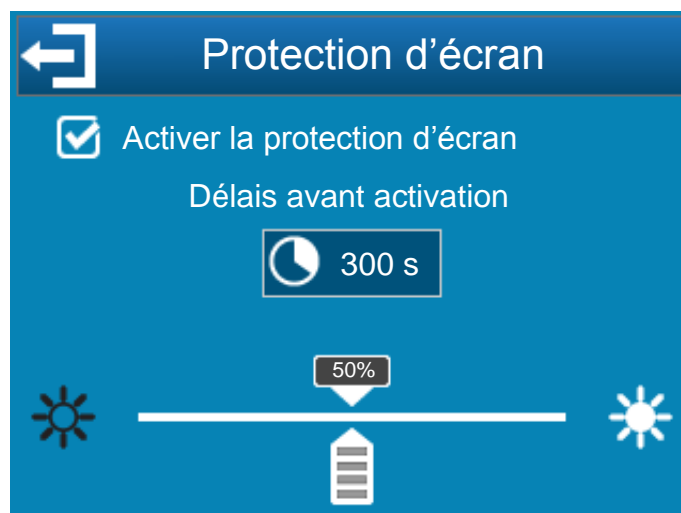 Protection d’écran
Activer la protection d’écran
Délais avant activation
300 s
50%